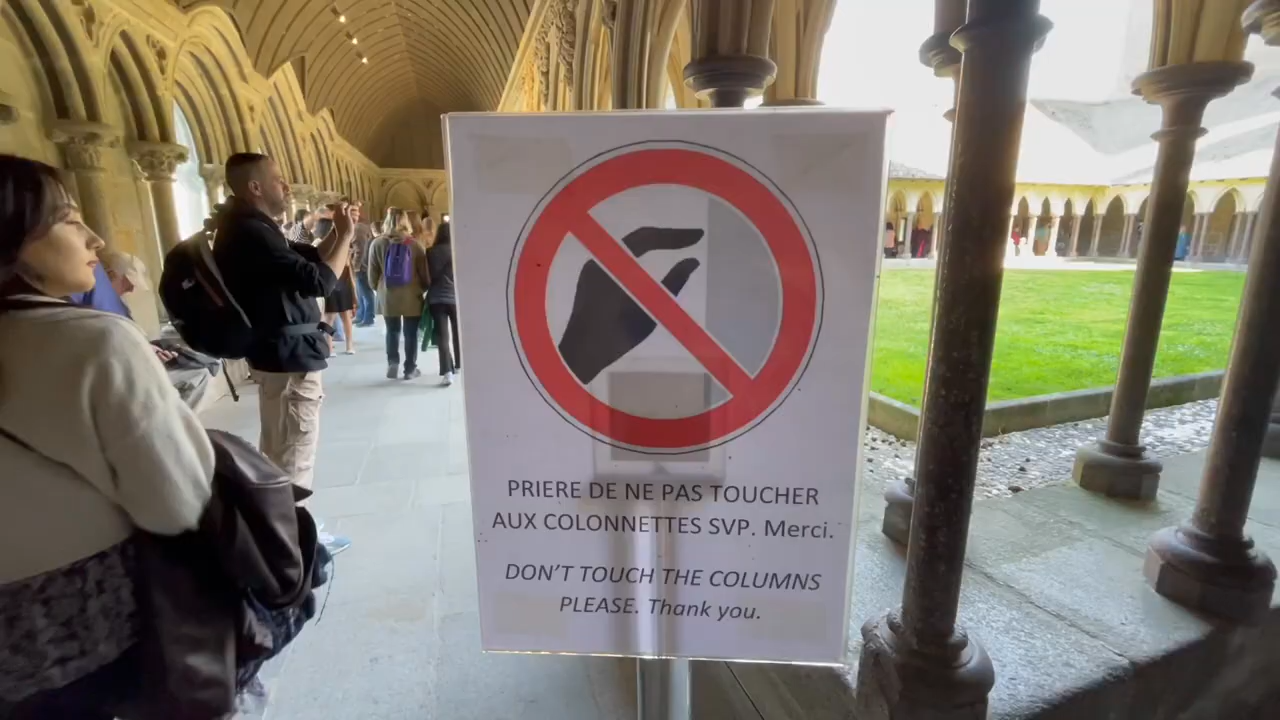 PRIERE DE NE PAS TOUCHER
AUX COLONNETTES SVP. Merci.
DON'T TOUCH THE COLUMNS
PLEASE. Thank you.